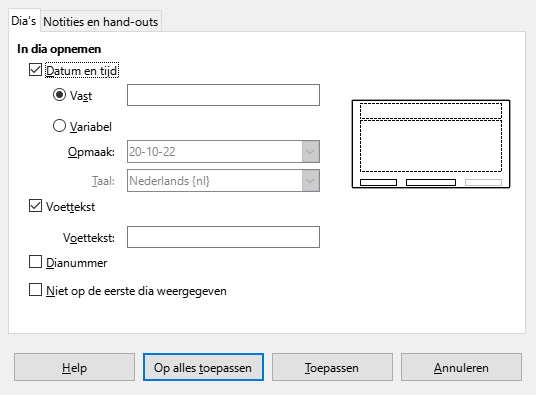 Dia's
Notities en hand-outs
In dia opnemen
Datum en tijd
Vast
Variabel
Opmaak: 20-10-22
Taal: Nederlands {nl}
Voettekst
Voettekst:
Dianummer
Niet op de eerste dia weergegeven
Help
Op alles toepassen
Toepassen
Annuleren